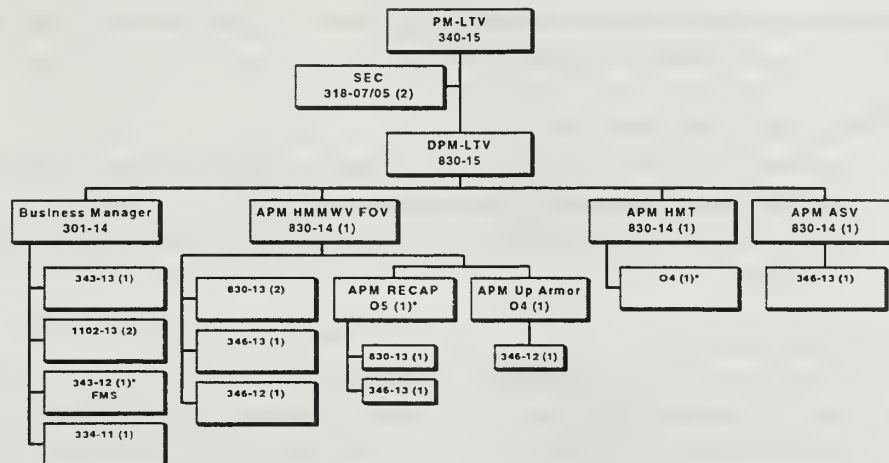 PM-LTV
340-15
SEC
318-07/05 (2)
DPM-LTV
830-15
Business Manager
301-14
APM HMMWV FOV
830-14 (1)
APM HMT
830-14 (1)
APM ASV
830-14 (1)
343-13 (1)
1102-13 (2)
343-12 (1)*
FMS
334-11 (1)
830-13 (2)
346-13 (1)
346-12 (1)
APM RECAP
O5 (1)*
830-13 (1)
346-13 (1)
APM Up Armor
O4 (1)
346-12 (1)
O4 (1)*
346-13 (1)